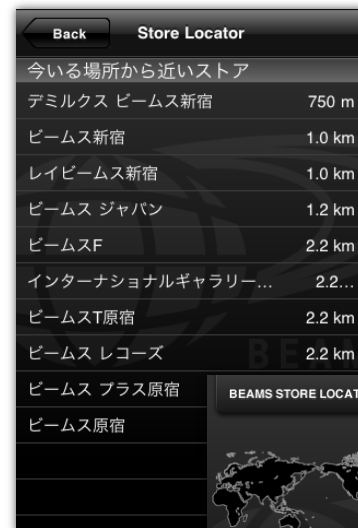 Back Store Locator
今いる場所から近いストア
デミルクス ビームス新宿 750 m
ビームス新宿 1.0 km
レイビームス新宿 1.0 km
ビームス ジャパン 1.2 km
ビームスF 2.2 km
インターナショナルギャラリー… 2.2…
ビームスT原宿 2.2 km
ビームス レコーズ 2.2 km
ビームス プラス原宿
BEAMS STORE LOCAT
ビームス原宿